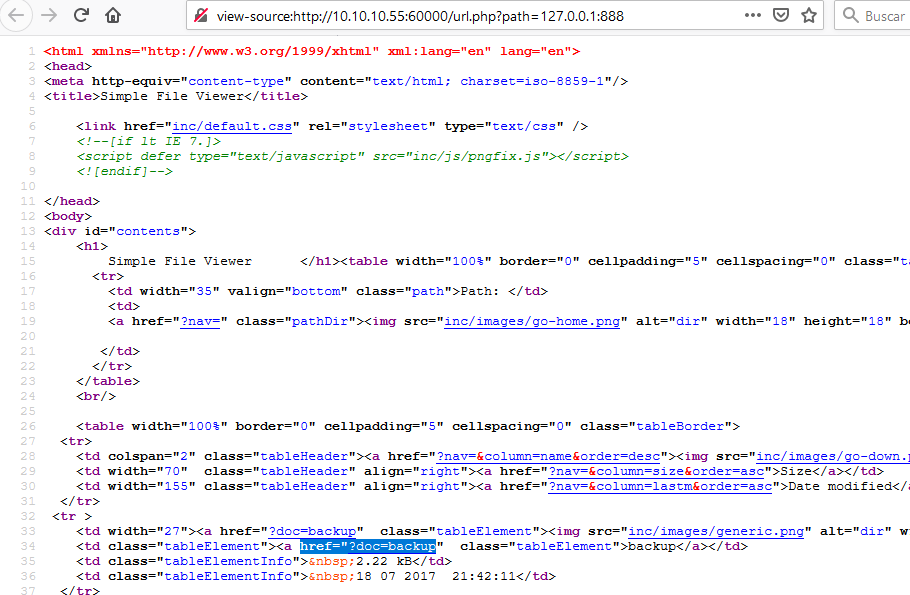 view-source:http://10.10.10.55:60000/url.php?path=127.0.0.1:888
Buscar
1 <html xmlns="http://www.w3.org/1999/xhtml" xml:lang="en" lang="en">
2 <head>
3 <meta http-equiv="content-type" content="text/html; charset=iso-8859-1"/>
4 <title>Simple File Viewer</title>
5
6 <link href="inc/default.css" rel="stylesheet" type="text/css" />
7 <!--[if lt IE 7.]>
8 <script defer type="text/javascript" src="inc/js/pngfix.js"></script>
9 <![endif]-->
10
11 </head>
12 <body>
13 <div id="contents">
14 <h1>
15 Simple File Viewer </h1><table width="100%" border="0" cellpadding="5" cellspacing="0" class="ta
16 <tr>
17 <td width="35" valign="bottom" class="path">Path: </td>
18 <td>
19 <a href="?nav=" class="pathDir"><img src="inc/images/go-home.png" alt="dir" width="18" height="18" bo
20
21 </td>
22 </tr>
23 </table>
24 <br/>
25
26 <table width="100%" border="0" cellpadding="5" cellspacing="0" class="tableBorder">
27 <tr>
28 <td colspan="2" class="tableHeader"><a href="?nav=&column=name&order=desc"><img src="inc/images/go-down.p
29 <td width="70" class="tableHeader" align="right"><a href="?nav=&column=size&order=asc">Size</a></td>
30 <td width="155" class="tableHeader" align="right"><a href="?nav=&column=lastm&order=asc">Date modified</a
31 </tr>
32 <tr >
33 <td width="27"><a href="?doc=backup" class="tableElement"><img src="inc/images/generic.png" alt="dir" w
34 <td class="tableElement"><a href="?doc=backup" class="tableElement">backup</a></td>
35 <td class="tableElementInfo">&nbsp;2.22 kB</td>
36 <td class="tableElementInfo">&nbsp;18 07 2017 21:42:11</td>
37 </tr>